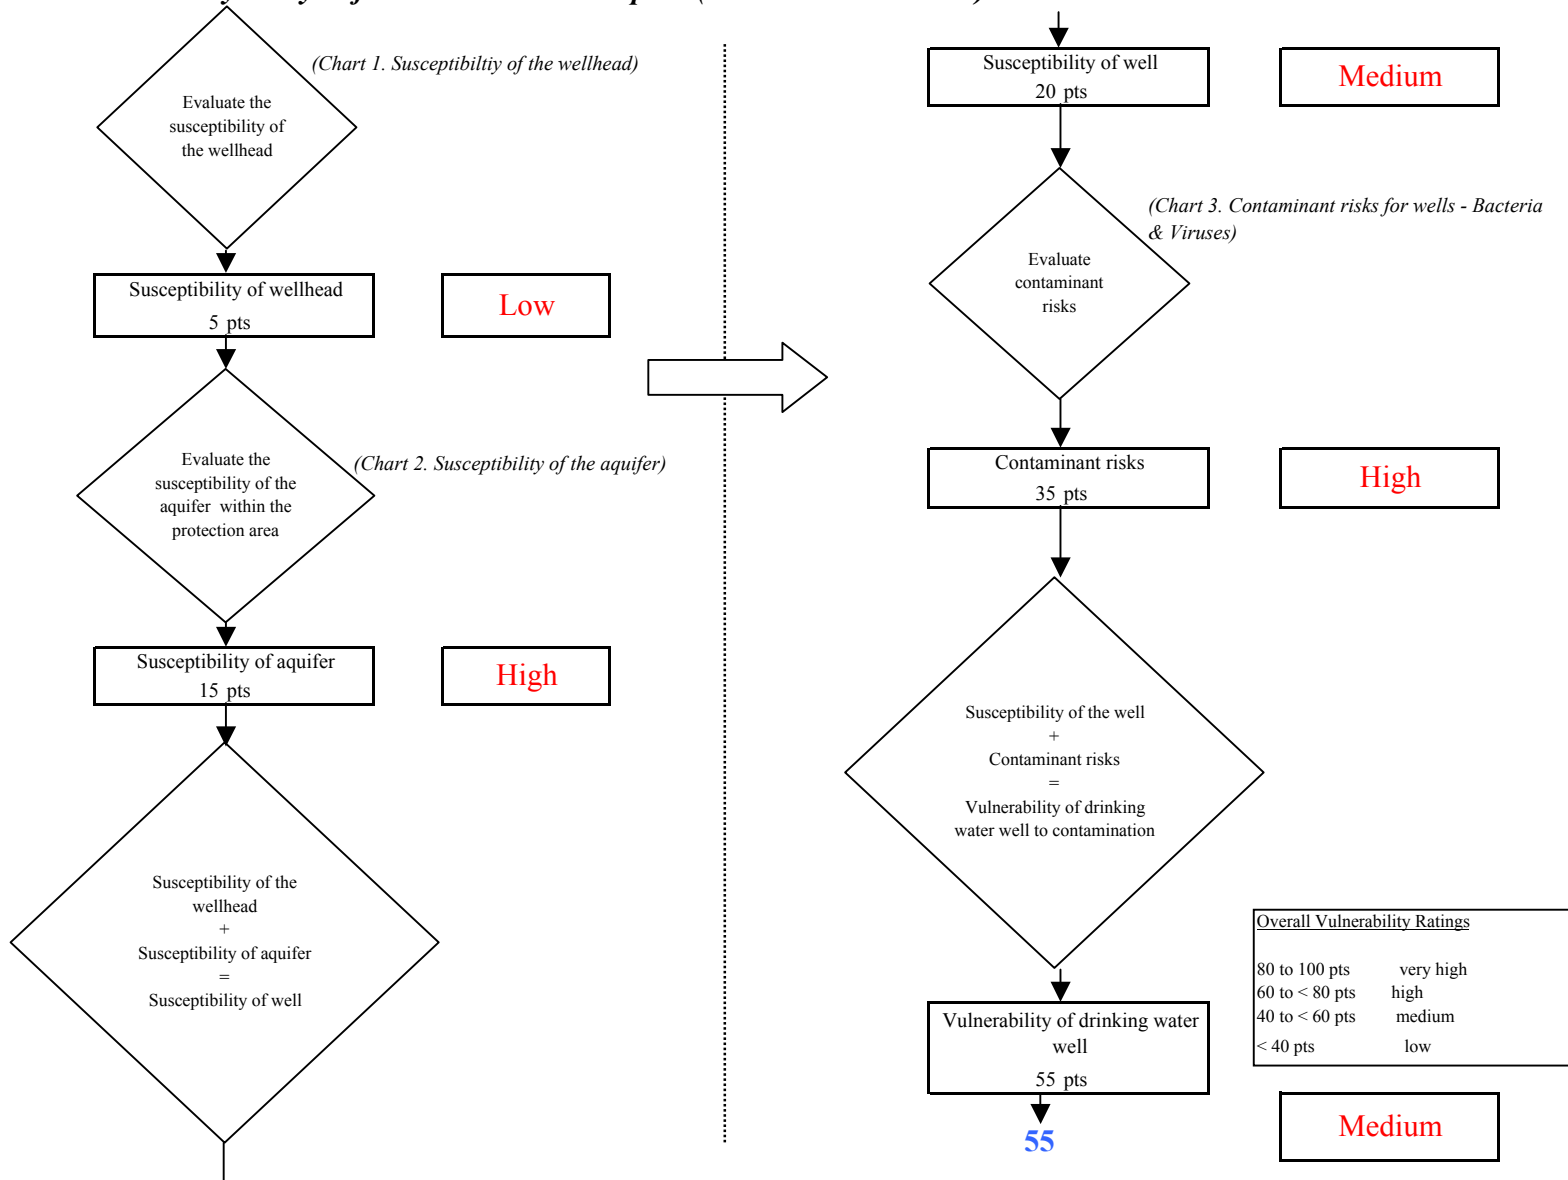 (Chart 1. Susceptibiltiy of the wellhead)
Evaluate the
susceptibility of
the wellhead
Susceptibility of wellhead
5 pts
Low
Evaluate the
susceptibility of the
aquifer within the
protection area
(Chart 2. Susceptibility of the aquifer)
Susceptibility of aquifer
15 pts
High
Susceptibility of the
wellhead
+
Susceptibility of aquifer
=
Susceptibility of well
Susceptibility of well
20 pts
Medium
(Chart 3. Contaminant risks for wells - Bacteria
& Viruses)
Evaluate
contaminant
risks
Contaminant risks
35 pts
High
Susceptibility of the well
+
Contaminant risks
=
Vulnerability of drinking
water well to contamination
Overall Vulnerability Ratings
80 to 100 pts very high
60 to < 80 pts high
40 to < 60 pts medium
< 40 pts low
Vulnerability of drinking water
well
55 pts
55
Medium